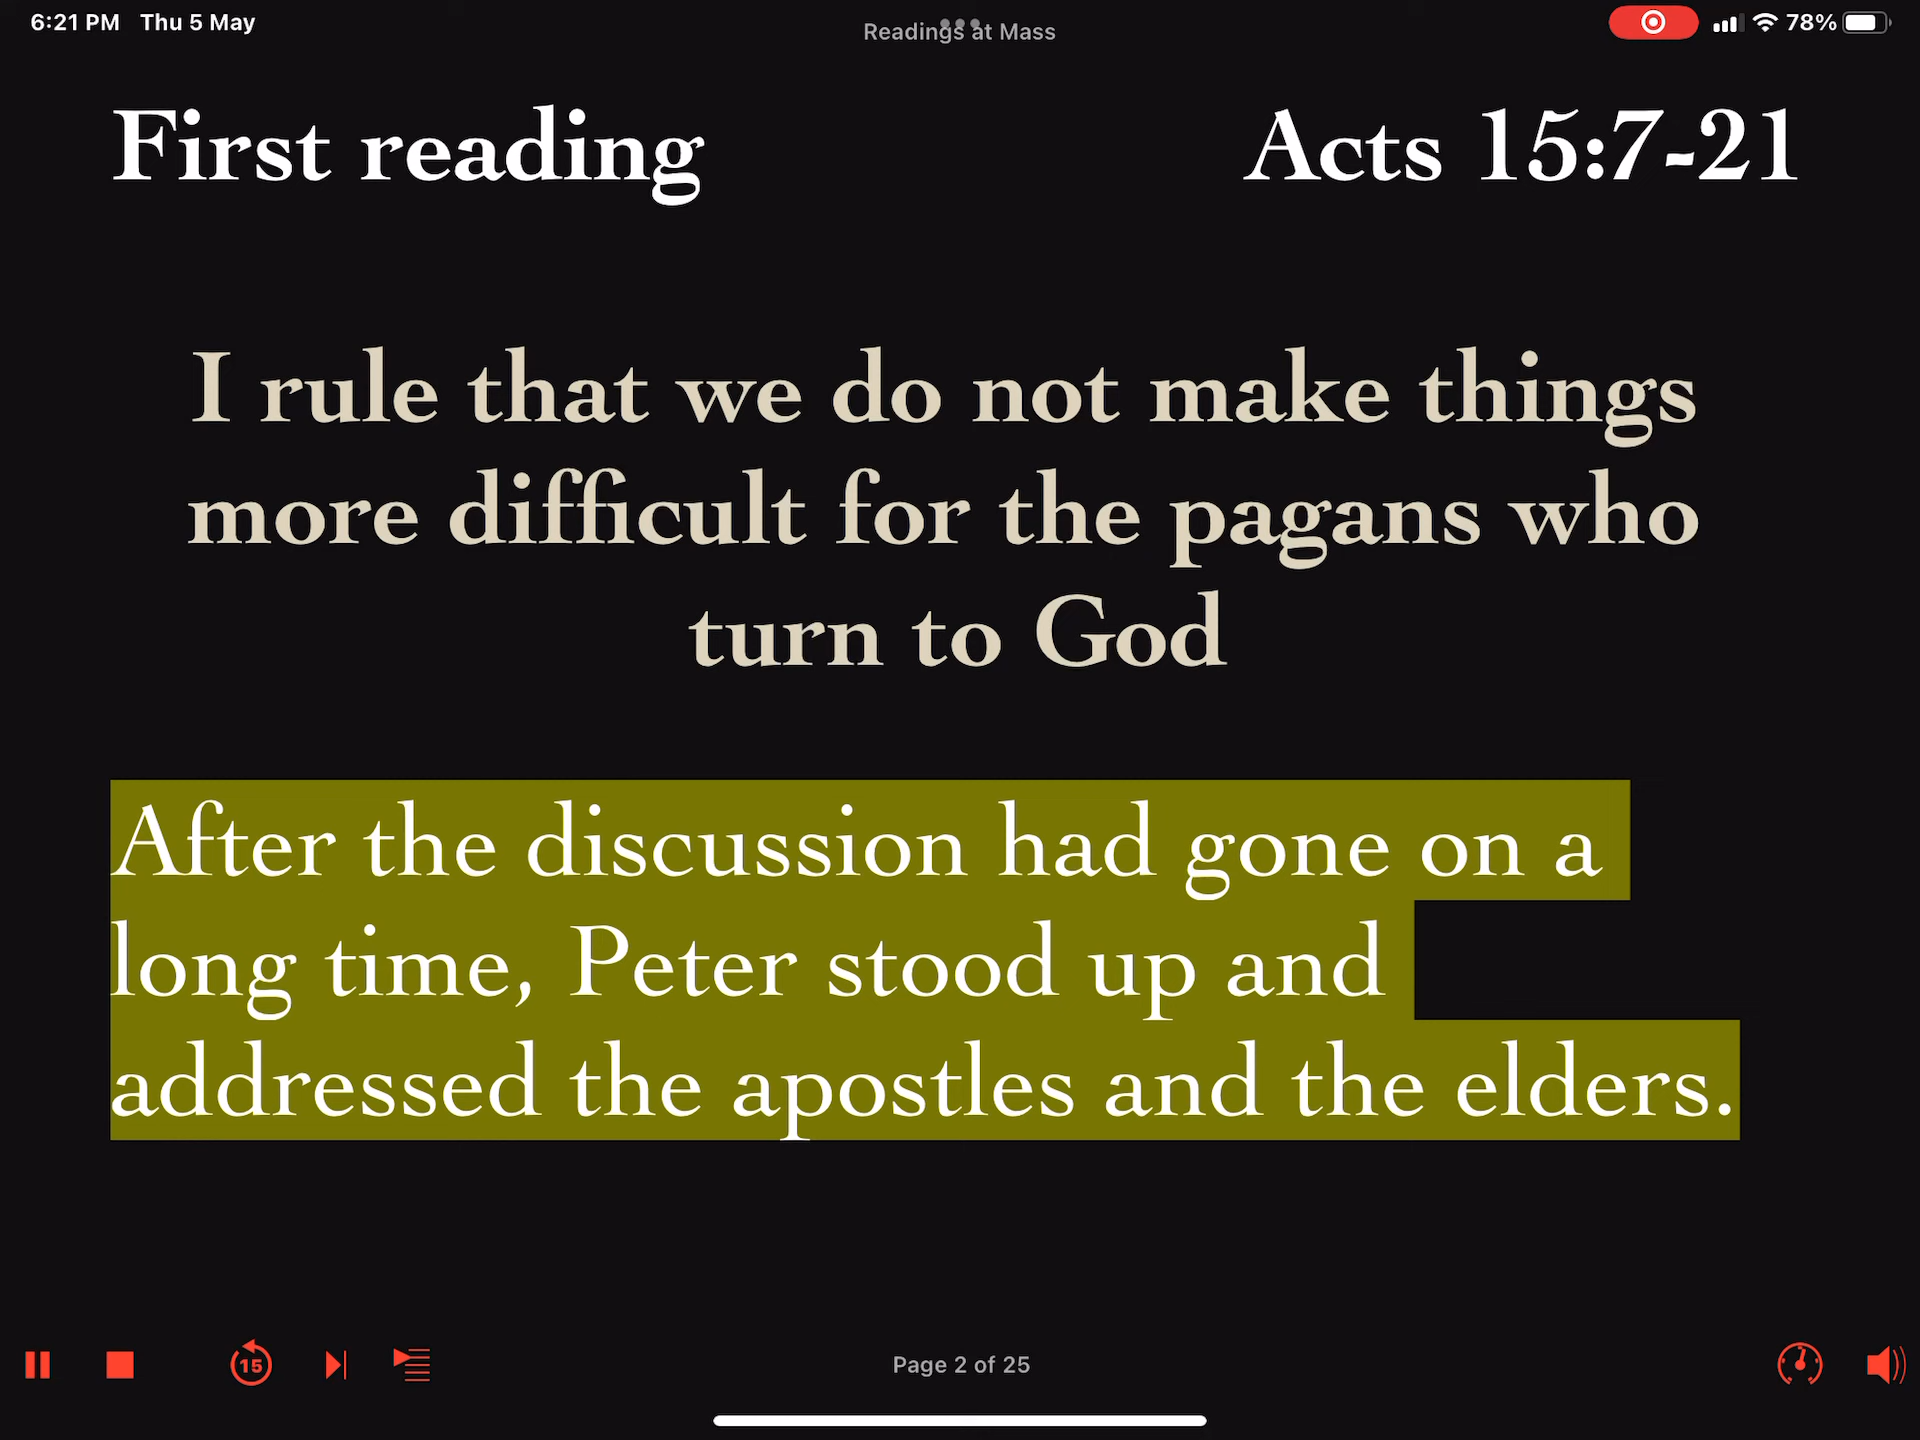 6:21 PM Thu 5 May
Readings at Mass
78%
First reading
Acts 15:7-21
I rule that we do not make things
more difficult for the pagans who
turn to God
After the discussion had gone on a
long time, Peter stood up and
addressed the apostles and the elders.
15
Page 2 of 25